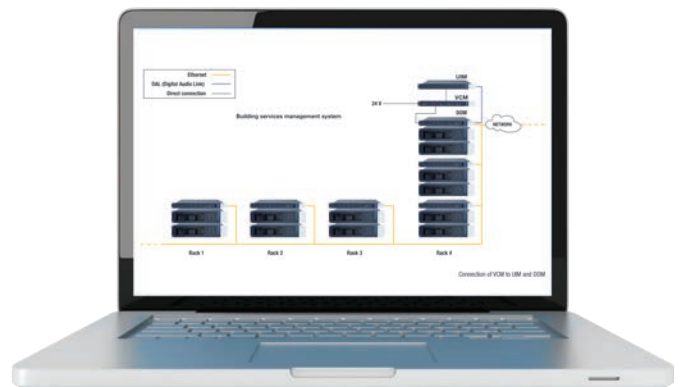 Ethernet
DAL (Digital Audio Link)
Direct connection
Building services management system
UIM
VCM
24 V
DOM
NETWORK
Rack 1
Rack 2
Rack 3
Rack 4
Connection of VCM to UIM and DOM